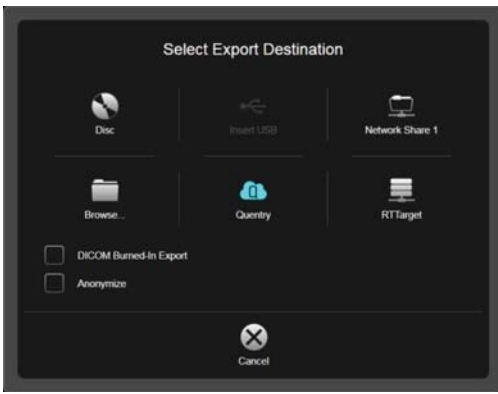 Select Export Destination
Disc
Insert USB
Network Share 1
Browse...
Quentry
RTTarget
DICOM Burned-In Export
Anonymize
Cancel